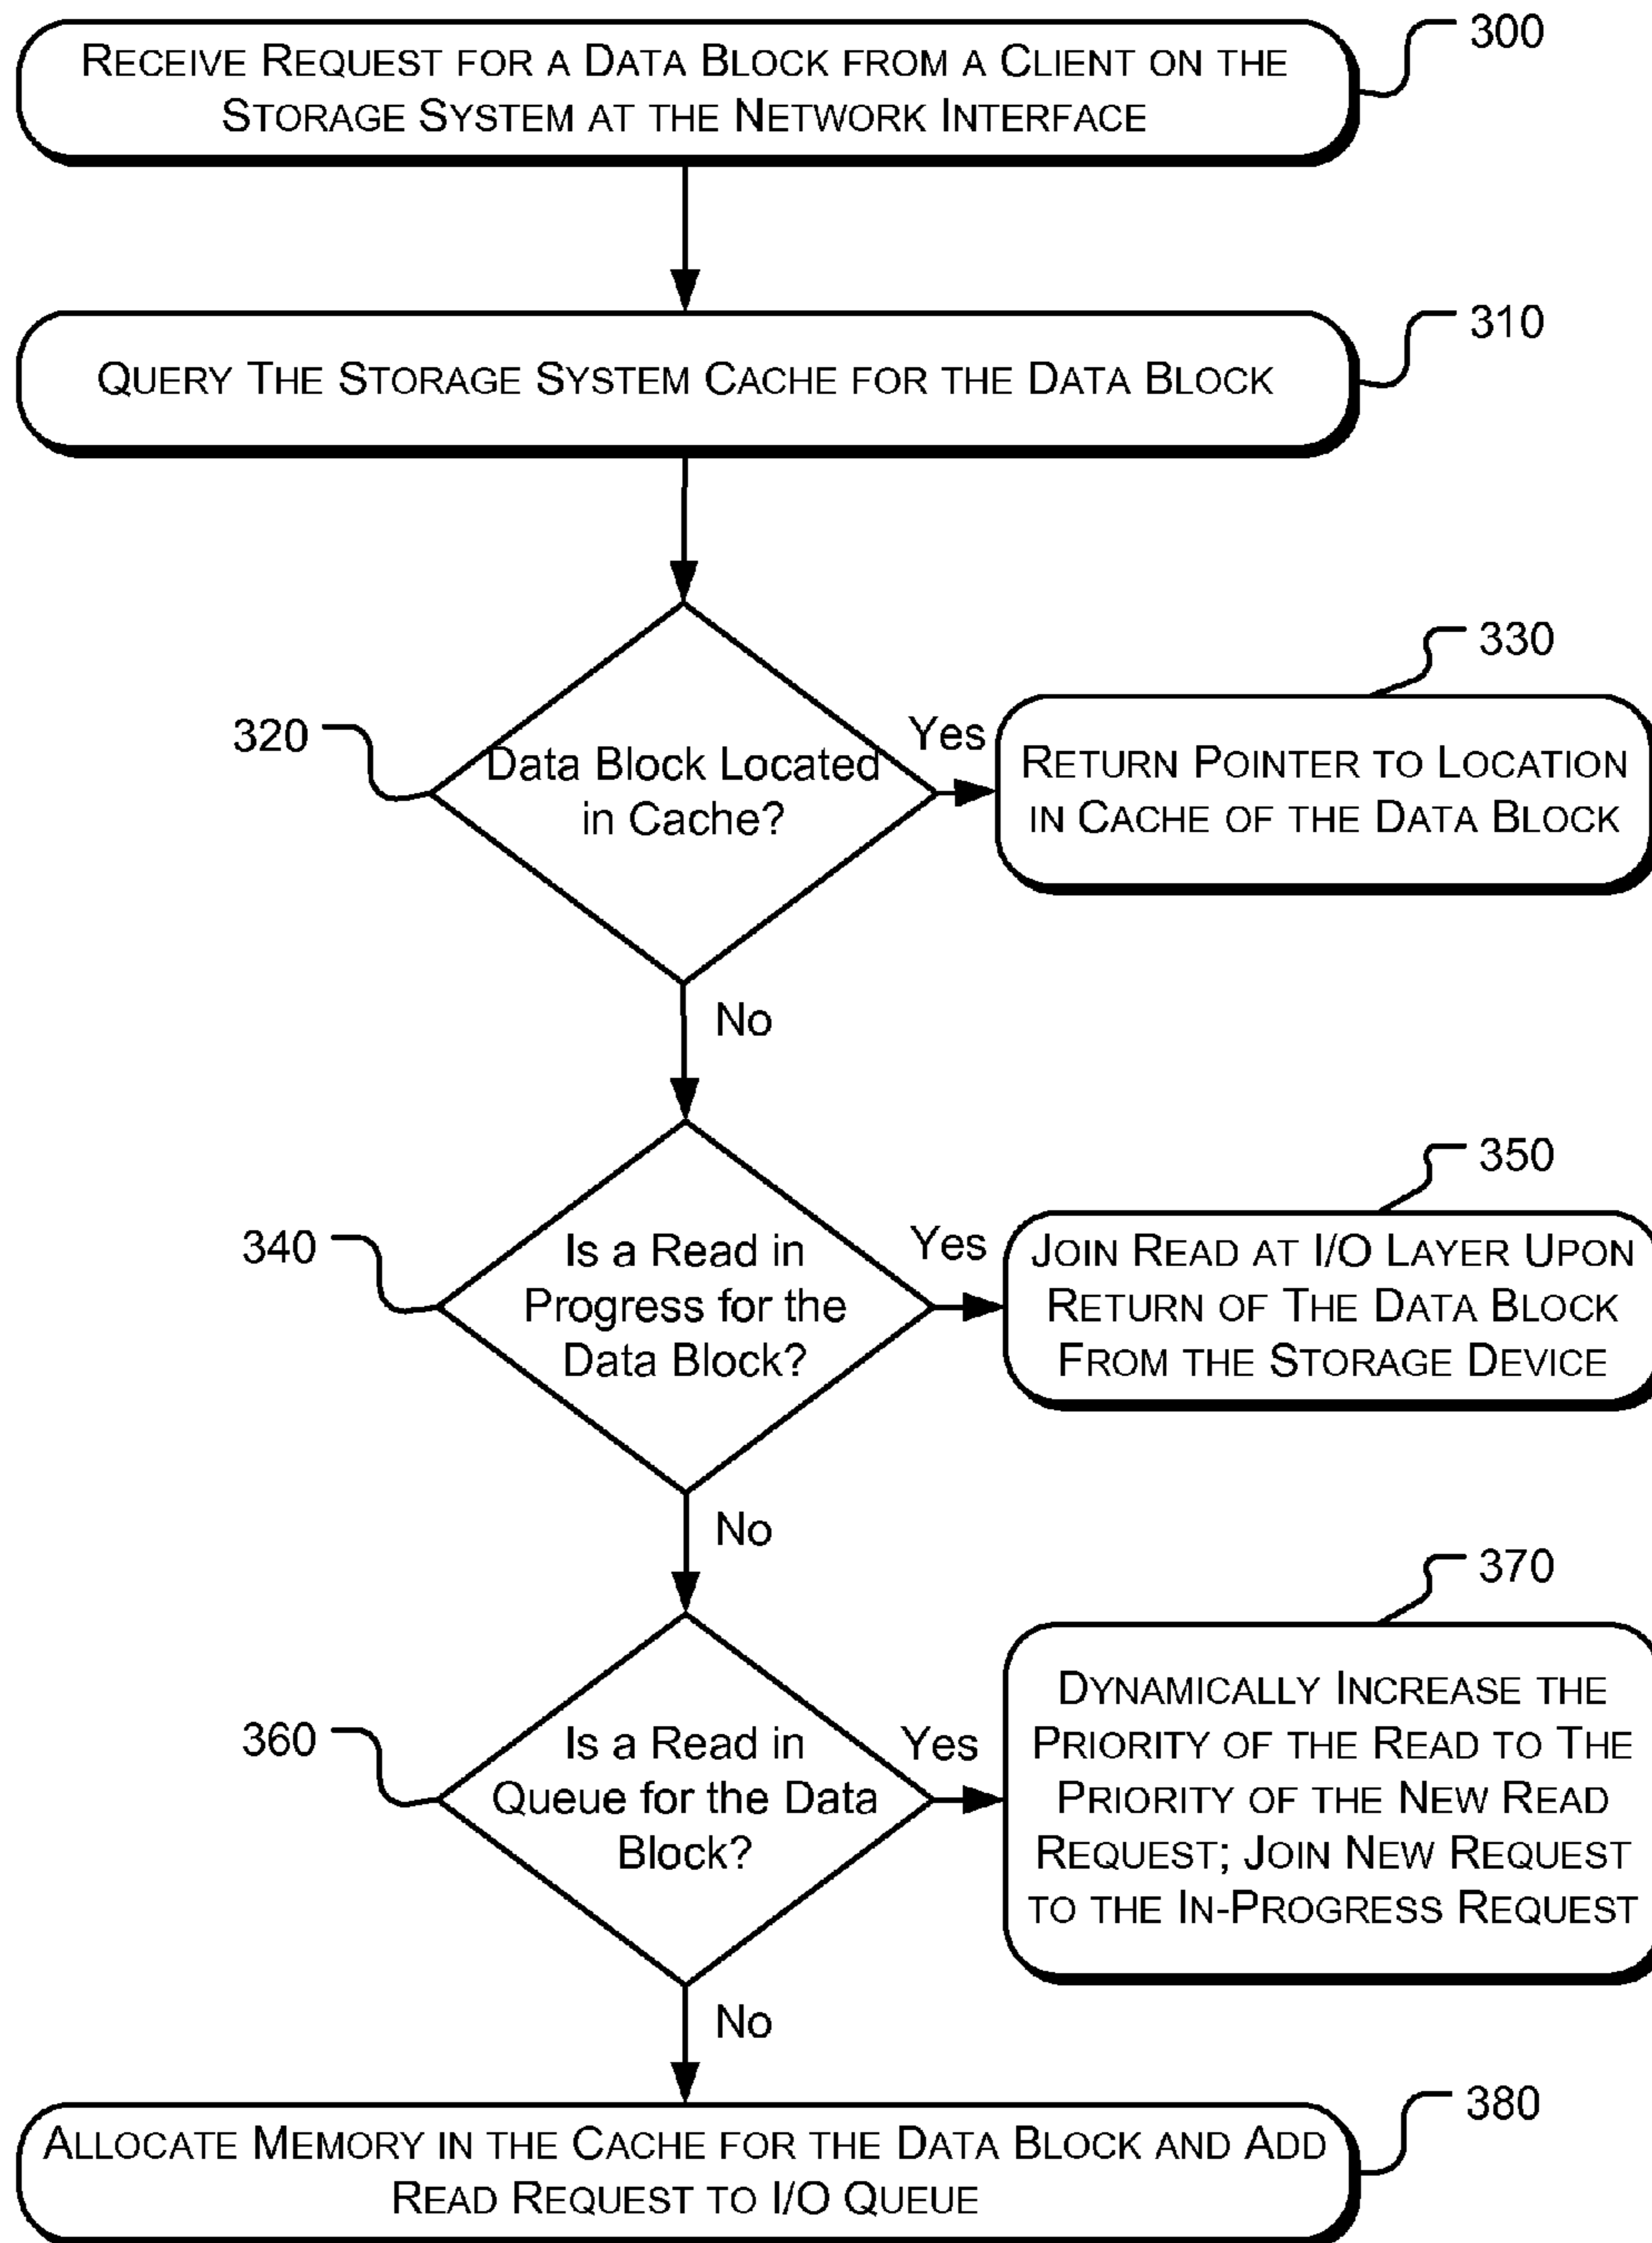 300
RECEIVE REQUEST FOR A DATA BLOCK FROM A CLIENT ON THE
STORAGE SYSTEM AT THE NETWORK INTERFACE
310
QUERY THE STORAGE SYSTEM CACHE FOR THE DATA BLOCK
320
Data Block Located
in Cache?
Yes
330
RETURN POINTER TO LOCATION
IN CACHE OF THE DATA BLOCK
No
340
Is a Read in
Progress for the
Data Block?
Yes
350
JOIN READ AT I/O LAYER UPON
RETURN OF THE DATA BLOCK
FROM THE STORAGE DEVICE
No
360
Is a Read in
Queue for the Data
Block?
Yes
370
DYNAMICALLY INCREASE THE
PRIORITY OF THE READ TO THE
PRIORITY OF THE NEW READ
REQUEST; JOIN NEW REQUEST
TO THE IN-PROGRESS REQUEST
No
380
ALLOCATE MEMORY IN THE CACHE FOR THE DATA BLOCK AND ADD
READ REQUEST TO I/O QUEUE